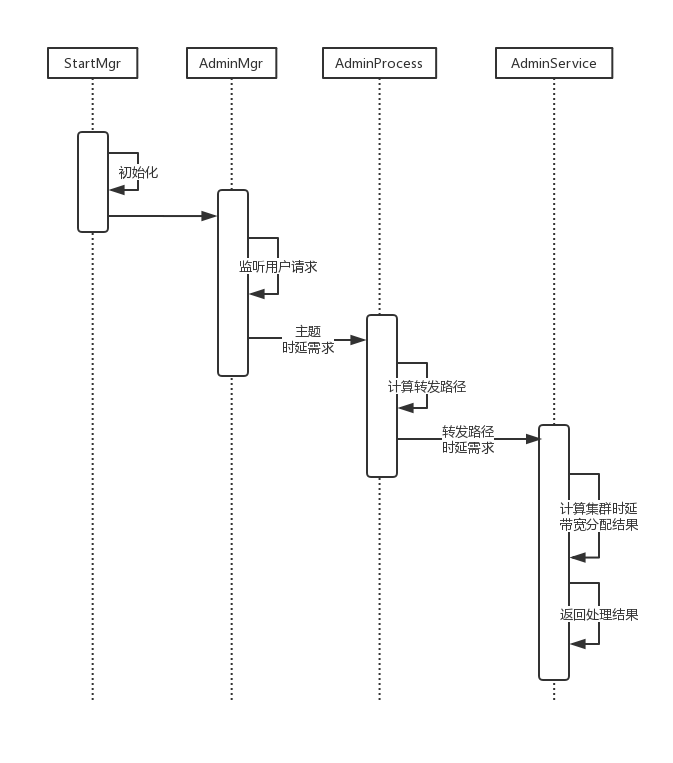 StartMgr
AdminMgr
AdminProcess
AdminService
初始化
监听用户请求
主题
时延需求
计算转发路径
转发路径
时延需求
计算集群时延
带宽分配结果
返回处理结果